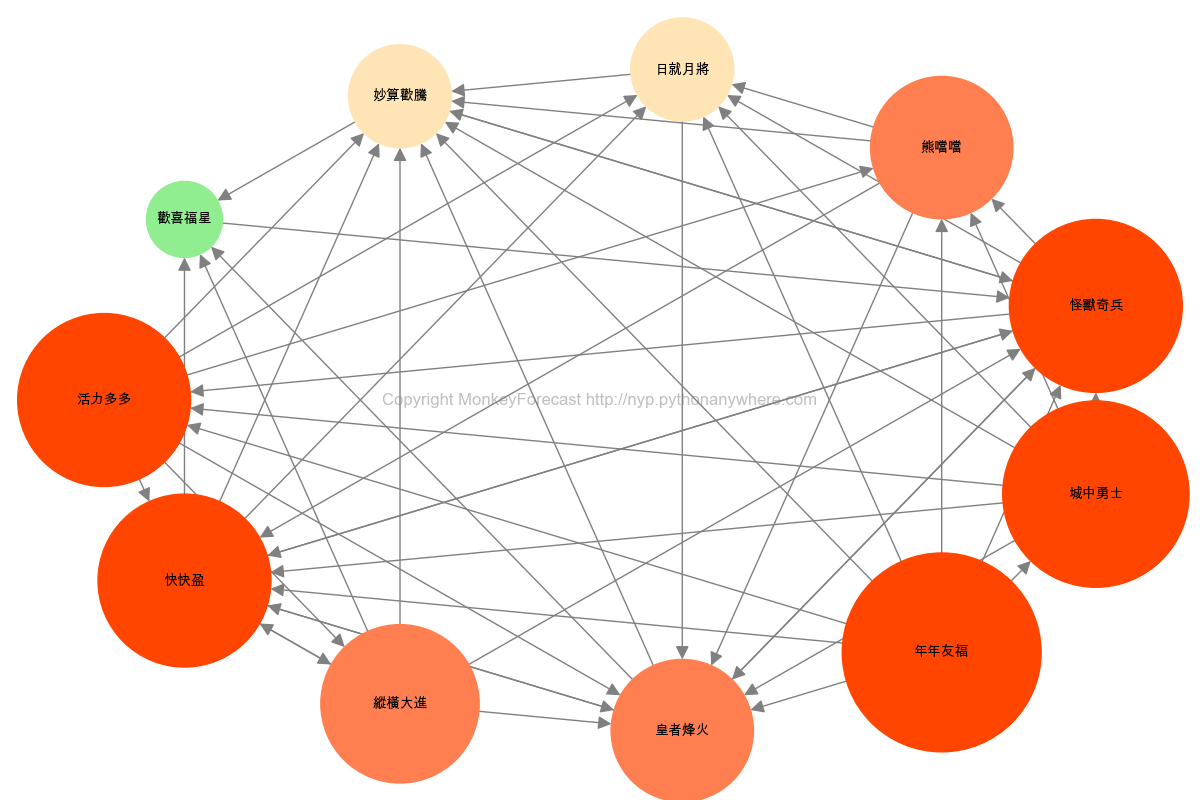 日就月將
妙算歡騰
熊噹噹
歡喜福星
怪獸奇兵
活力多多
Copyright MonkeyForecast http://nyp.pythonanywhere.com
城中勇士
快快盈
年年友福
縱橫大進
皇者烽火